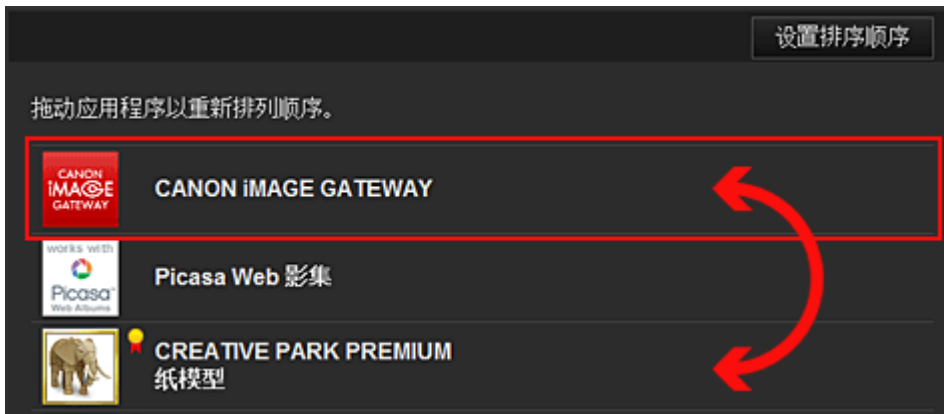 设置排序顺序
拖动应用程序以重新排列顺序。
CANON
iMAGE
GATEWAY
CANON iMAGE GATEWAY
works with
Picasa™
Web Albums
Picasa Web 影集
CREATIVE PARK PREMIUM
纸模型